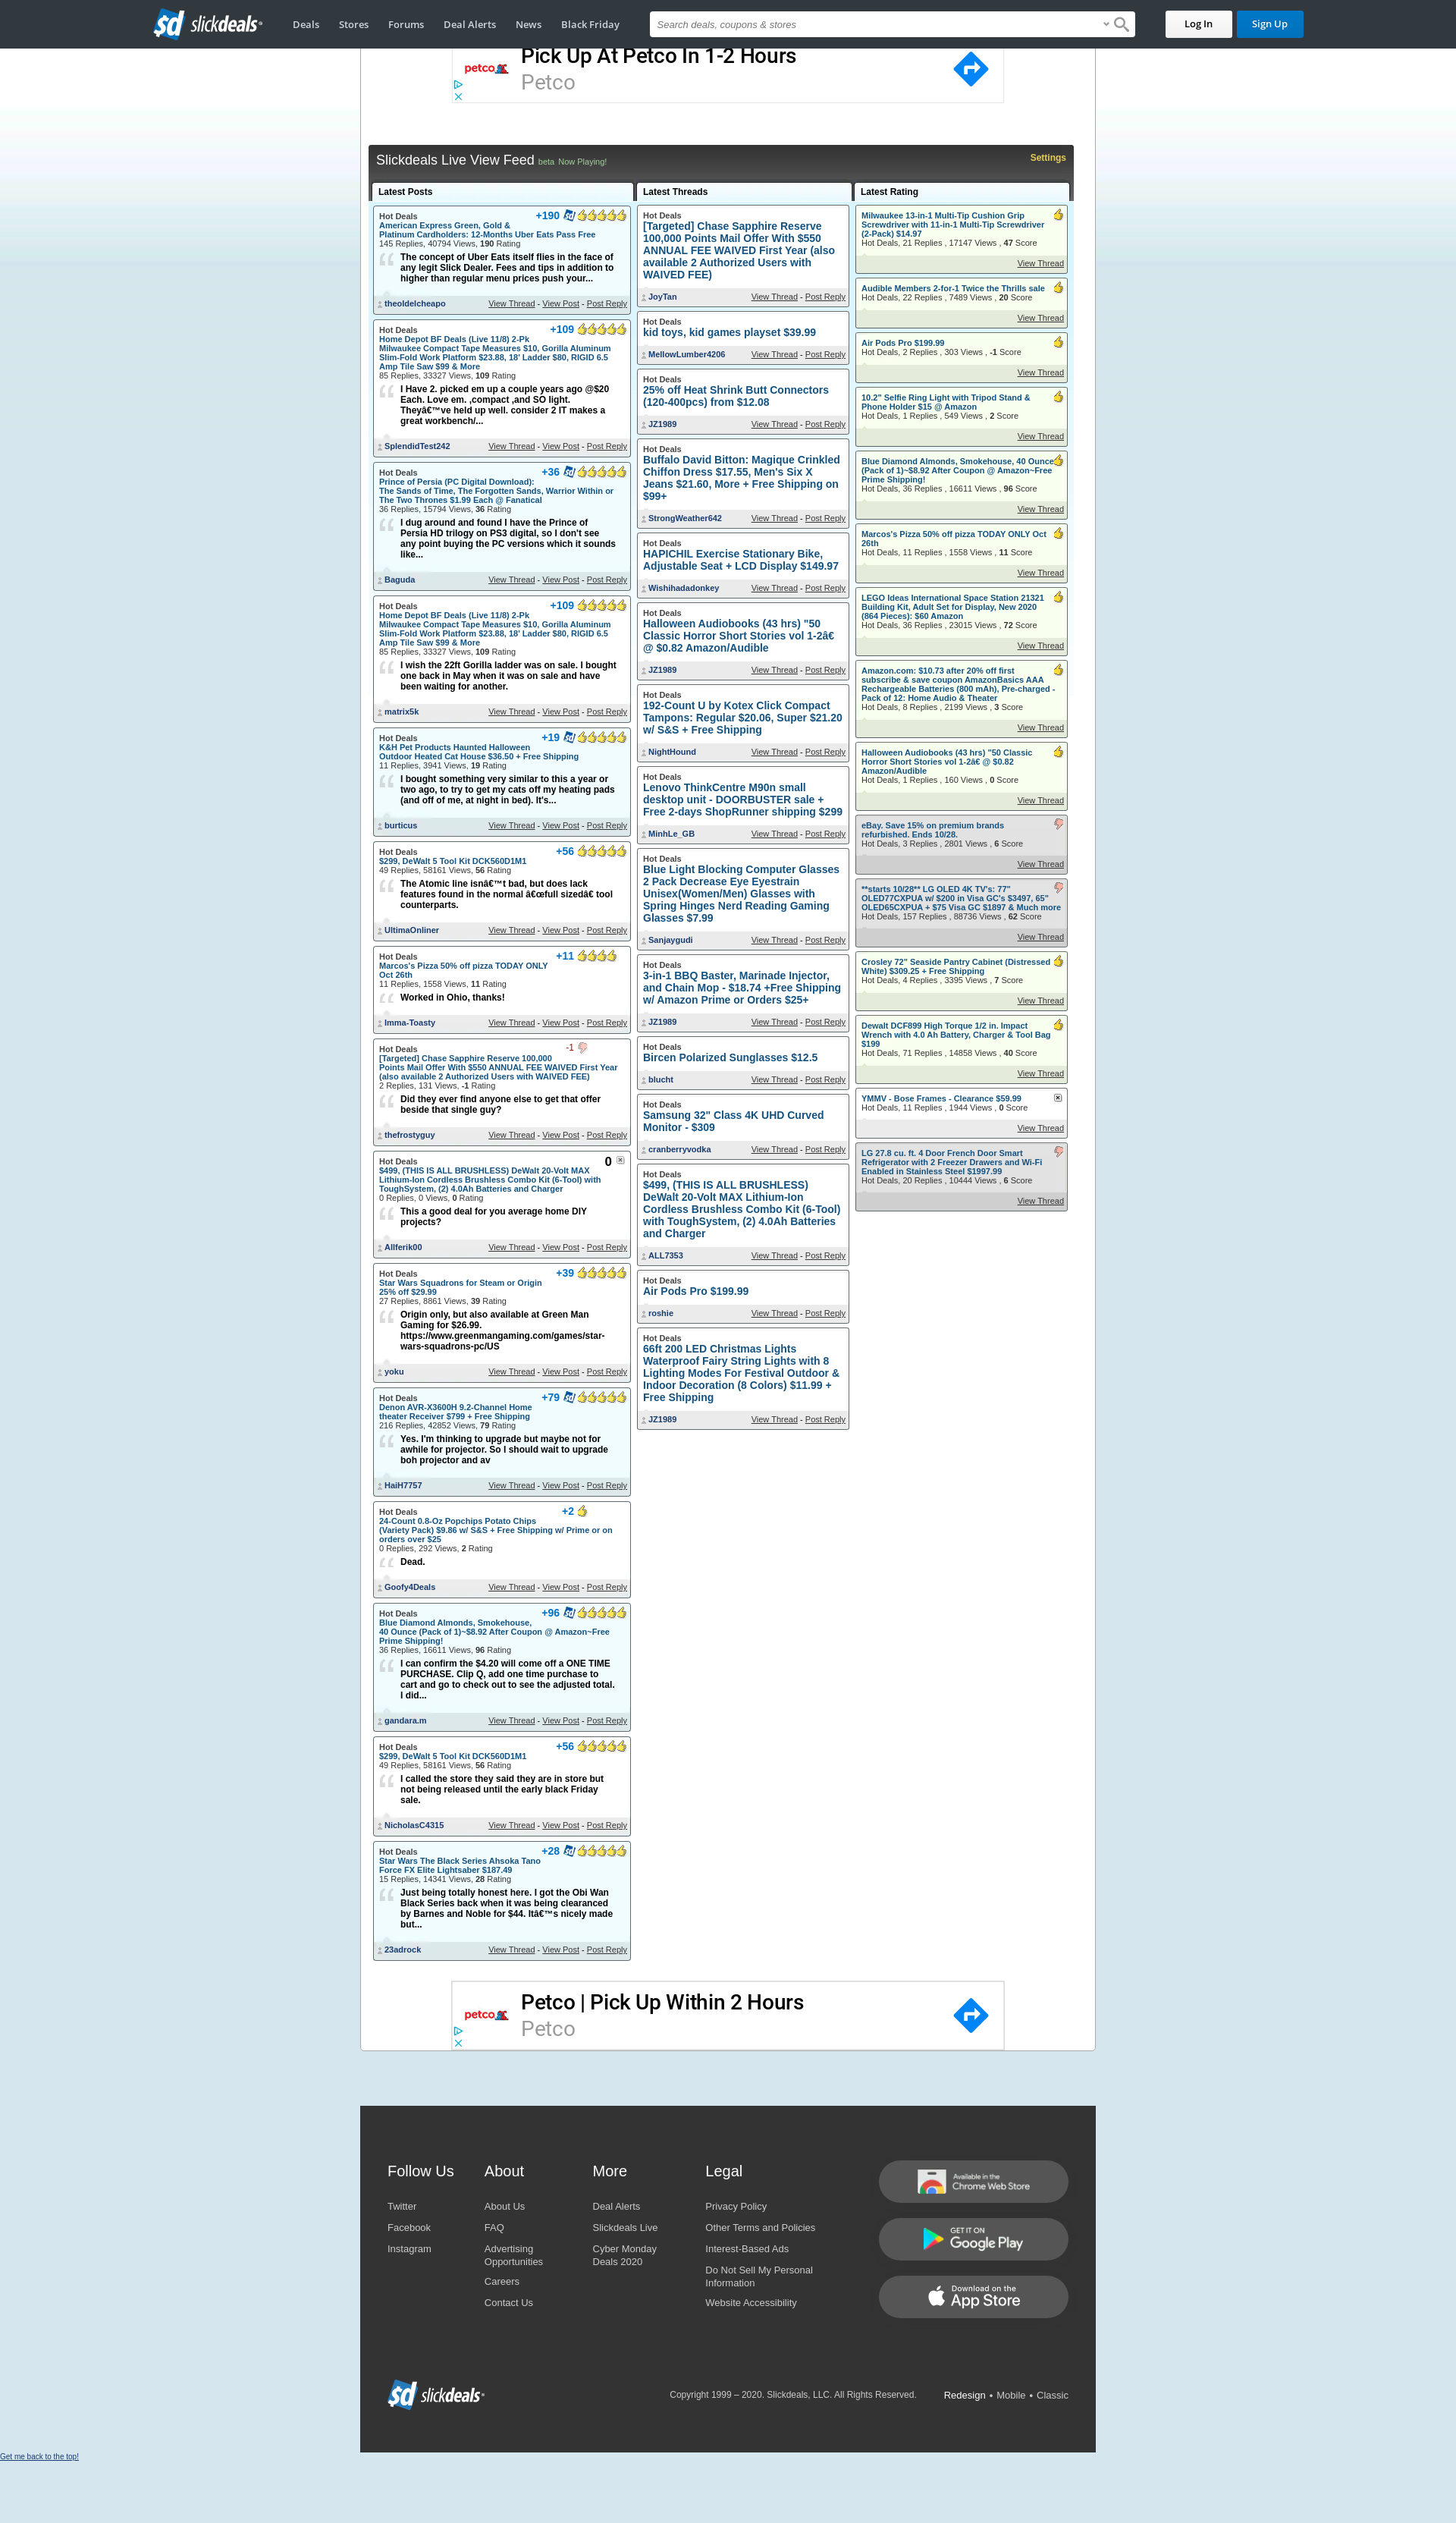 sd slickdeals
Deals Stores Forums Deal Alerts News Black Friday
Search deals, coupons & stores
Log In
Sign Up
Pick Up At Petco In 1-2 Hours
petco
Petco
Slickdeals Live View Feed beta Now Playing!
Settings
Latest Posts
Hot Deals
+190
American Express Green, Gold &
Platinum Cardholders: 12-Months Uber Eats Pass Free
145 Replies, 40794 Views, 190 Rating
The concept of Uber Eats itself flies in the face of
any legit Slick Dealer. Fees and tips in addition to
higher than regular menu prices push your...
theoldelcheapo View Thread - View Post - Post Reply
Hot Deals
+109
Home Depot BF Deals (Live 11/8) 2-Pk
Milwaukee Compact Tape Measures $10, Gorilla Aluminum
Slim-Fold Work Platform $23.88, 18' Ladder $80, RIGID 6.5
Amp Tile Saw $99 & More
85 Replies, 33327 Views, 109 Rating
I Have 2. picked em up a couple years ago @$20
Each. Love em. ,compact ,and SO light.
Theyâ€™ve held up well. consider 2 IT makes a
great workbench/...
SplendidTest242 View Thread - View Post - Post Reply
Hot Deals
+36
Prince of Persia (PC Digital Download):
The Sands of Time, The Forgotten Sands, Warrior Within or
The Two Thrones $1.99 Each @ Fanatical
36 Replies, 15794 Views, 36 Rating
I dug around and found I have the Prince of
Persia HD trilogy on PS3 digital, so I don't see
any point buying the PC versions which it sounds
like...
Baguda View Thread - View Post - Post Reply
Hot Deals
+109
Home Depot BF Deals (Live 11/8) 2-Pk
Milwaukee Compact Tape Measures $10, Gorilla Aluminum
Slim-Fold Work Platform $23.88, 18' Ladder $80, RIGID 6.5
Amp Tile Saw $99 & More
85 Replies, 33327 Views, 109 Rating
I wish the 22ft Gorilla ladder was on sale. I bought
one back in May when it was on sale and have
been waiting for another.
matrix5k View Thread - View Post - Post Reply
Hot Deals
+19
K&H Pet Products Haunted Halloween
Outdoor Heated Cat House $36.50 + Free Shipping
11 Replies, 3941 Views, 19 Rating
I bought something very similar to this a year or
two ago, to try to get my cats off my heating pads
(and off of me, at night in bed). It's...
burticus View Thread - View Post - Post Reply
Hot Deals
+56
$299, DeWalt 5 Tool Kit DCK560D1M1
49 Replies, 58161 Views, 56 Rating
The Atomic line isnâ€™t bad, but does lack
features found in the normal â€œfull sizedâ€ tool
counterparts.
UltimaOnliner View Thread - View Post - Post Reply
Hot Deals
+11
Marcos's Pizza 50% off pizza TODAY ONLY
Oct 26th
11 Replies, 1558 Views, 11 Rating
Worked in Ohio, thanks!
Imma-Toasty View Thread - View Post - Post Reply
Hot Deals
-1
[Targeted] Chase Sapphire Reserve 100,000
Points Mail Offer With $550 ANNUAL FEE WAIVED First Year
(also available 2 Authorized Users with WAIVED FEE)
2 Replies, 131 Views, -1 Rating
Did they ever find anyone else to get that offer
beside that single guy?
thefrostyguy View Thread - View Post - Post Reply
Hot Deals
0
$499, (THIS IS ALL BRUSHLESS) DeWalt 20-Volt MAX
Lithium-Ion Cordless Brushless Combo Kit (6-Tool) with
ToughSystem, (2) 4.0Ah Batteries and Charger
0 Replies, 0 Views, 0 Rating
This a good deal for you average home DIY
projects?
Allferik00 View Thread - View Post - Post Reply
Hot Deals
+39
Star Wars Squadrons for Steam or Origin
25% off $29.99
27 Replies, 8861 Views, 39 Rating
Origin only, but also available at Green Man
Gaming for $26.99.
https://www.greenmangaming.com/games/star-
wars-squadrons-pc/US
yoku View Thread - View Post - Post Reply
Hot Deals
+79
Denon AVR-X3600H 9.2-Channel Home
theater Receiver $799 + Free Shipping
216 Replies, 42852 Views, 79 Rating
Yes. I'm thinking to upgrade but maybe not for
awhile for projector. So I should wait to upgrade
boh projector and av
HaiH7757 View Thread - View Post - Post Reply
Hot Deals
+2
24-Count 0.8-Oz Popchips Potato Chips
(Variety Pack) $9.86 w/ S&S + Free Shipping w/ Prime or on
orders over $25
0 Replies, 292 Views, 2 Rating
Dead.
Goofy4Deals View Thread - View Post - Post Reply
Hot Deals
+96
Blue Diamond Almonds, Smokehouse,
40 Ounce (Pack of 1)~$8.92 After Coupon @ Amazon~Free
Prime Shipping!
36 Replies, 16611 Views, 96 Rating
I can confirm the $4.20 will come off a ONE TIME
PURCHASE. Clip Q, add one time purchase to
cart and go to check out to see the adjusted total.
I did...
gandara.m View Thread - View Post - Post Reply
Hot Deals
+56
$299, DeWalt 5 Tool Kit DCK560D1M1
49 Replies, 58161 Views, 56 Rating
I called the store they said they are in store but
not being released until the early black Friday
sale.
NicholasC4315 View Thread - View Post - Post Reply
Hot Deals
+28
Star Wars The Black Series Ahsoka Tano
Force FX Elite Lightsaber $187.49
15 Replies, 14341 Views, 28 Rating
Just being totally honest here. I got the Obi Wan
Black Series back when it was being clearanced
by Barnes and Noble for $44. Itâ€™s nicely made
but...
23adrock View Thread - View Post - Post Reply
Latest Threads
Hot Deals
[Targeted] Chase Sapphire Reserve
100,000 Points Mail Offer With $550
ANNUAL FEE WAIVED First Year (also
available 2 Authorized Users with
WAIVED FEE)
JoyTan View Thread - Post Reply
Hot Deals
kid toys, kid games playset $39.99
MellowLumber4206 View Thread - Post Reply
Hot Deals
25% off Heat Shrink Butt Connectors
(120-400pcs) from $12.08
JZ1989 View Thread - Post Reply
Hot Deals
Buffalo David Bitton: Magique Crinkled
Chiffon Dress $17.55, Men's Six X
Jeans $21.60, More + Free Shipping on
$99+
StrongWeather642 View Thread - Post Reply
Hot Deals
HAPICHIL Exercise Stationary Bike,
Adjustable Seat + LCD Display $149.97
Wishihadadonkey View Thread - Post Reply
Hot Deals
Halloween Audiobooks (43 hrs) "50
Classic Horror Short Stories vol 1-2â€
@ $0.82 Amazon/Audible
JZ1989 View Thread - Post Reply
Hot Deals
192-Count U by Kotex Click Compact
Tampons: Regular $20.06, Super $21.20
w/ S&S + Free Shipping
NightHound View Thread - Post Reply
Hot Deals
Lenovo ThinkCentre M90n small
desktop unit - DOORBUSTER sale +
Free 2-days ShopRunner shipping $299
MinhLe_GB View Thread - Post Reply
Hot Deals
Blue Light Blocking Computer Glasses
2 Pack Decrease Eye Eyestrain
Unisex(Women/Men) Glasses with
Spring Hinges Nerd Reading Gaming
Glasses $7.99
Sanjaygudi View Thread - Post Reply
Hot Deals
3-in-1 BBQ Baster, Marinade Injector,
and Chain Mop - $18.74 +Free Shipping
w/ Amazon Prime or Orders $25+
JZ1989 View Thread - Post Reply
Hot Deals
Bircen Polarized Sunglasses $12.5
blucht View Thread - Post Reply
Hot Deals
Samsung 32" Class 4K UHD Curved
Monitor - $309
cranberryvodka View Thread - Post Reply
Hot Deals
$499, (THIS IS ALL BRUSHLESS)
DeWalt 20-Volt MAX Lithium-Ion
Cordless Brushless Combo Kit (6-Tool)
with ToughSystem, (2) 4.0Ah Batteries
and Charger
ALL7353 View Thread - Post Reply
Hot Deals
Air Pods Pro $199.99
roshie View Thread - Post Reply
Hot Deals
66ft 200 LED Christmas Lights
Waterproof Fairy String Lights with 8
Lighting Modes For Festival Outdoor &
Indoor Decoration (8 Colors) $11.99 +
Free Shipping
JZ1989 View Thread - Post Reply
Latest Rating
Milwaukee 13-in-1 Multi-Tip Cushion Grip
Screwdriver with 11-in-1 Multi-Tip Screwdriver
(2-Pack) $14.97
Hot Deals, 21 Replies , 17147 Views , 47 Score
View Thread
Audible Members 2-for-1 Twice the Thrills sale
Hot Deals, 22 Replies , 7489 Views , 20 Score
View Thread
Air Pods Pro $199.99
Hot Deals, 2 Replies , 303 Views , -1 Score
View Thread
10.2" Selfie Ring Light with Tripod Stand &
Phone Holder $15 @ Amazon
Hot Deals, 1 Replies , 549 Views , 2 Score
View Thread
Blue Diamond Almonds, Smokehouse, 40 Ounce
(Pack of 1)~$8.92 After Coupon @ Amazon~Free
Prime Shipping!
Hot Deals, 36 Replies , 16611 Views , 96 Score
View Thread
Marcos's Pizza 50% off pizza TODAY ONLY Oct
26th
Hot Deals, 11 Replies , 1558 Views , 11 Score
View Thread
LEGO Ideas International Space Station 21321
Building Kit, Adult Set for Display, New 2020
(864 Pieces): $60 Amazon
Hot Deals, 36 Replies , 23015 Views , 72 Score
View Thread
Amazon.com: $10.73 after 20% off first
subscribe & save coupon AmazonBasics AAA
Rechargeable Batteries (800 mAh), Pre-charged -
Pack of 12: Home Audio & Theater
Hot Deals, 8 Replies , 2199 Views , 3 Score
View Thread
Halloween Audiobooks (43 hrs) "50 Classic
Horror Short Stories vol 1-2â€ @ $0.82
Amazon/Audible
Hot Deals, 1 Replies , 160 Views , 0 Score
View Thread
eBay. Save 15% on premium brands
refurbished. Ends 10/28.
Hot Deals, 3 Replies , 2801 Views , 6 Score
View Thread
**starts 10/28** LG OLED 4K TV's: 77"
OLED77CXPUA w/ $200 in Visa GC's $3497, 65"
OLED65CXPUA + $75 Visa GC $1897 & Much more
Hot Deals, 157 Replies , 88736 Views , 62 Score
View Thread
Crosley 72" Seaside Pantry Cabinet (Distressed
White) $309.25 + Free Shipping
Hot Deals, 4 Replies , 3395 Views , 7 Score
View Thread
Dewalt DCF899 High Torque 1/2 in. Impact
Wrench with 4.0 Ah Battery, Charger & Tool Bag
$199
Hot Deals, 71 Replies , 14858 Views , 40 Score
View Thread
YMMV - Bose Frames - Clearance $59.99
Hot Deals, 11 Replies , 1944 Views , 0 Score
View Thread
LG 27.8 cu. ft. 4 Door French Door Smart
Refrigerator with 2 Freezer Drawers and Wi-Fi
Enabled in Stainless Steel $1997.99
Hot Deals, 20 Replies , 10444 Views , 6 Score
View Thread
Petco | Pick Up Within 2 Hours
petco
Petco
Follow Us
Twitter
Facebook
Instagram
About
About Us
FAQ
Advertising
Opportunities
Careers
Contact Us
More
Deal Alerts
Slickdeals Live
Cyber Monday
Deals 2020
Legal
Privacy Policy
Other Terms and Policies
Interest-Based Ads
Do Not Sell My Personal
Information
Website Accessibility
Available in the
Chrome Web Store
GET IT ON
Google Play
Download on the
App Store
sd slickdeals
Copyright 1999 – 2020. Slickdeals, LLC. All Rights Reserved.
Redesign • Mobile • Classic
Get me back to the top!